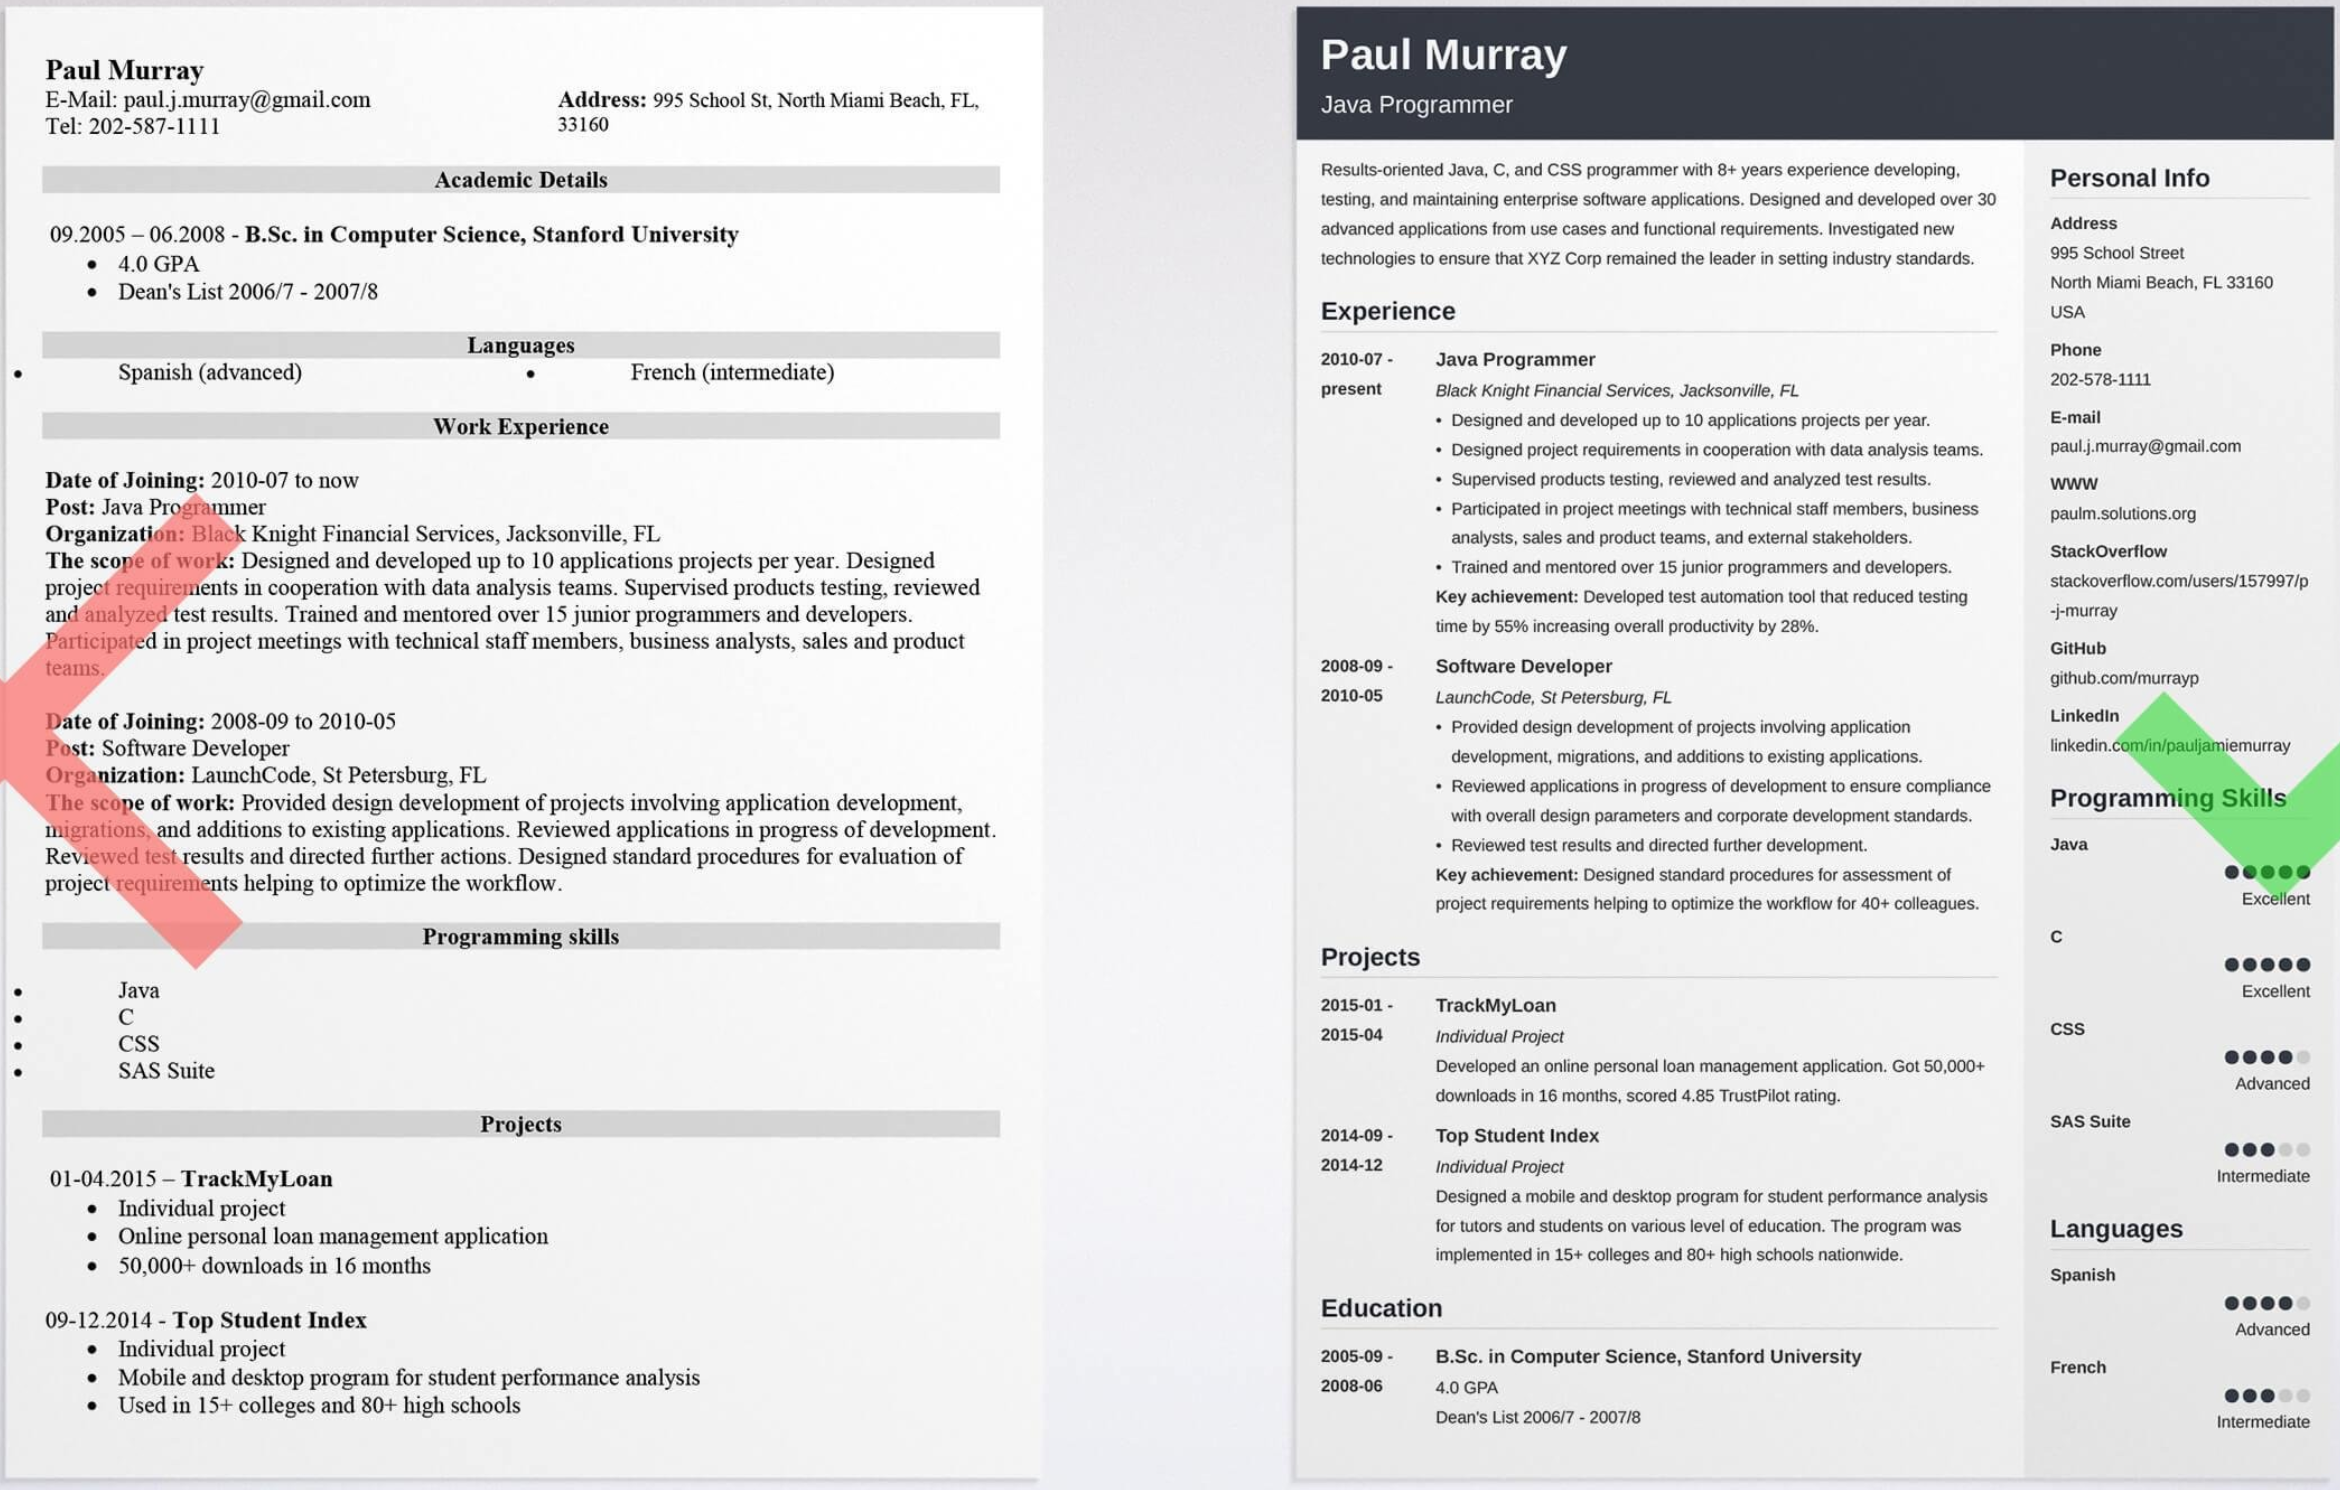 Paul Murray
E-Mail: paul.j.murray@gmail.com
Tel: 202-587-1111
Address: 995 School St, North Miami Beach, FL,
33160
Academic Details
09.2005 – 06.2008 - B.Sc. in Computer Science, Stanford University
• 4.0 GPA
• Dean's List 2006/7 - 2007/8
Languages
• Spanish (advanced)
• French (intermediate)
Work Experience
Date of Joining: 2010-07 to now
Post: Java Programmer
Organization: Black Knight Financial Services, Jacksonville, FL
The scope of work: Designed and developed up to 10 applications projects per year. Designed
project requirements in cooperation with data analysis teams. Supervised products testing, reviewed
and analyzed test results. Trained and mentored over 15 junior programmers and developers.
Participated in project meetings with technical staff members, business analysts, sales and product
teams.
Date of Joining: 2008-09 to 2010-05
Post: Software Developer
Organization: LaunchCode, St Petersburg, FL
The scope of work: Provided design development of projects involving application development,
migrations, and additions to existing applications. Reviewed applications in progress of development.
Reviewed test results and directed further actions. Designed standard procedures for evaluation of
project requirements helping to optimize the workflow.
Programming skills
• Java
• C
• CSS
• SAS Suite
Projects
01-04.2015 – TrackMyLoan
• Individual project
• Online personal loan management application
• 50,000+ downloads in 16 months
09-12.2014 - Top Student Index
• Individual project
• Mobile and desktop program for student performance analysis
• Used in 15+ colleges and 80+ high schools
Paul Murray
Java Programmer
Results-oriented Java, C, and CSS programmer with 8+ years experience developing,
testing, and maintaining enterprise software applications. Designed and developed over 30
advanced applications from use cases and functional requirements. Investigated new
technologies to ensure that XYZ Corp remained the leader in setting industry standards.
Experience
2010-07 -
present
Java Programmer
Black Knight Financial Services, Jacksonville, FL
• Designed and developed up to 10 applications projects per year.
• Designed project requirements in cooperation with data analysis teams.
• Supervised products testing, reviewed and analyzed test results.
• Participated in project meetings with technical staff members, business
analysts, sales and product teams, and external stakeholders.
• Trained and mentored over 15 junior programmers and developers.
Key achievement: Developed test automation tool that reduced testing
time by 55% increasing overall productivity by 28%.
2008-09 -
2010-05
Software Developer
LaunchCode, St Petersburg, FL
• Provided design development of projects involving application
development, migrations, and additions to existing applications.
• Reviewed applications in progress of development to ensure compliance
with overall design parameters and corporate development standards.
• Reviewed test results and directed further development.
Key achievement: Designed standard procedures for assessment of
project requirements helping to optimize the workflow for 40+ colleagues.
Projects
2015-01 -
2015-04
TrackMyLoan
Individual Project
Developed an online personal loan management application. Got 50,000+
downloads in 16 months, scored 4.85 TrustPilot rating.
2014-09 -
2014-12
Top Student Index
Individual Project
Designed a mobile and desktop program for student performance analysis
for tutors and students on various level of education. The program was
implemented in 15+ colleges and 80+ high schools nationwide.
Education
2005-09 -
2008-06
B.Sc. in Computer Science, Stanford University
4.0 GPA
Dean's List 2006/7 - 2007/8
Personal Info
Address
995 School Street
North Miami Beach, FL 33160
USA
Phone
202-578-1111
E-mail
paul.j.murray@gmail.com
WWW
paulm.solutions.org
StackOverflow
stackoverflow.com/users/157997/p
-j-murray
GitHub
github.com/murrayp
LinkedIn
linkedin.com/in/pauljamiemurray
Programming Skills
Java
Excellent
C
Excellent
CSS
Advanced
SAS Suite
Intermediate
Languages
Spanish
Advanced
French
Intermediate